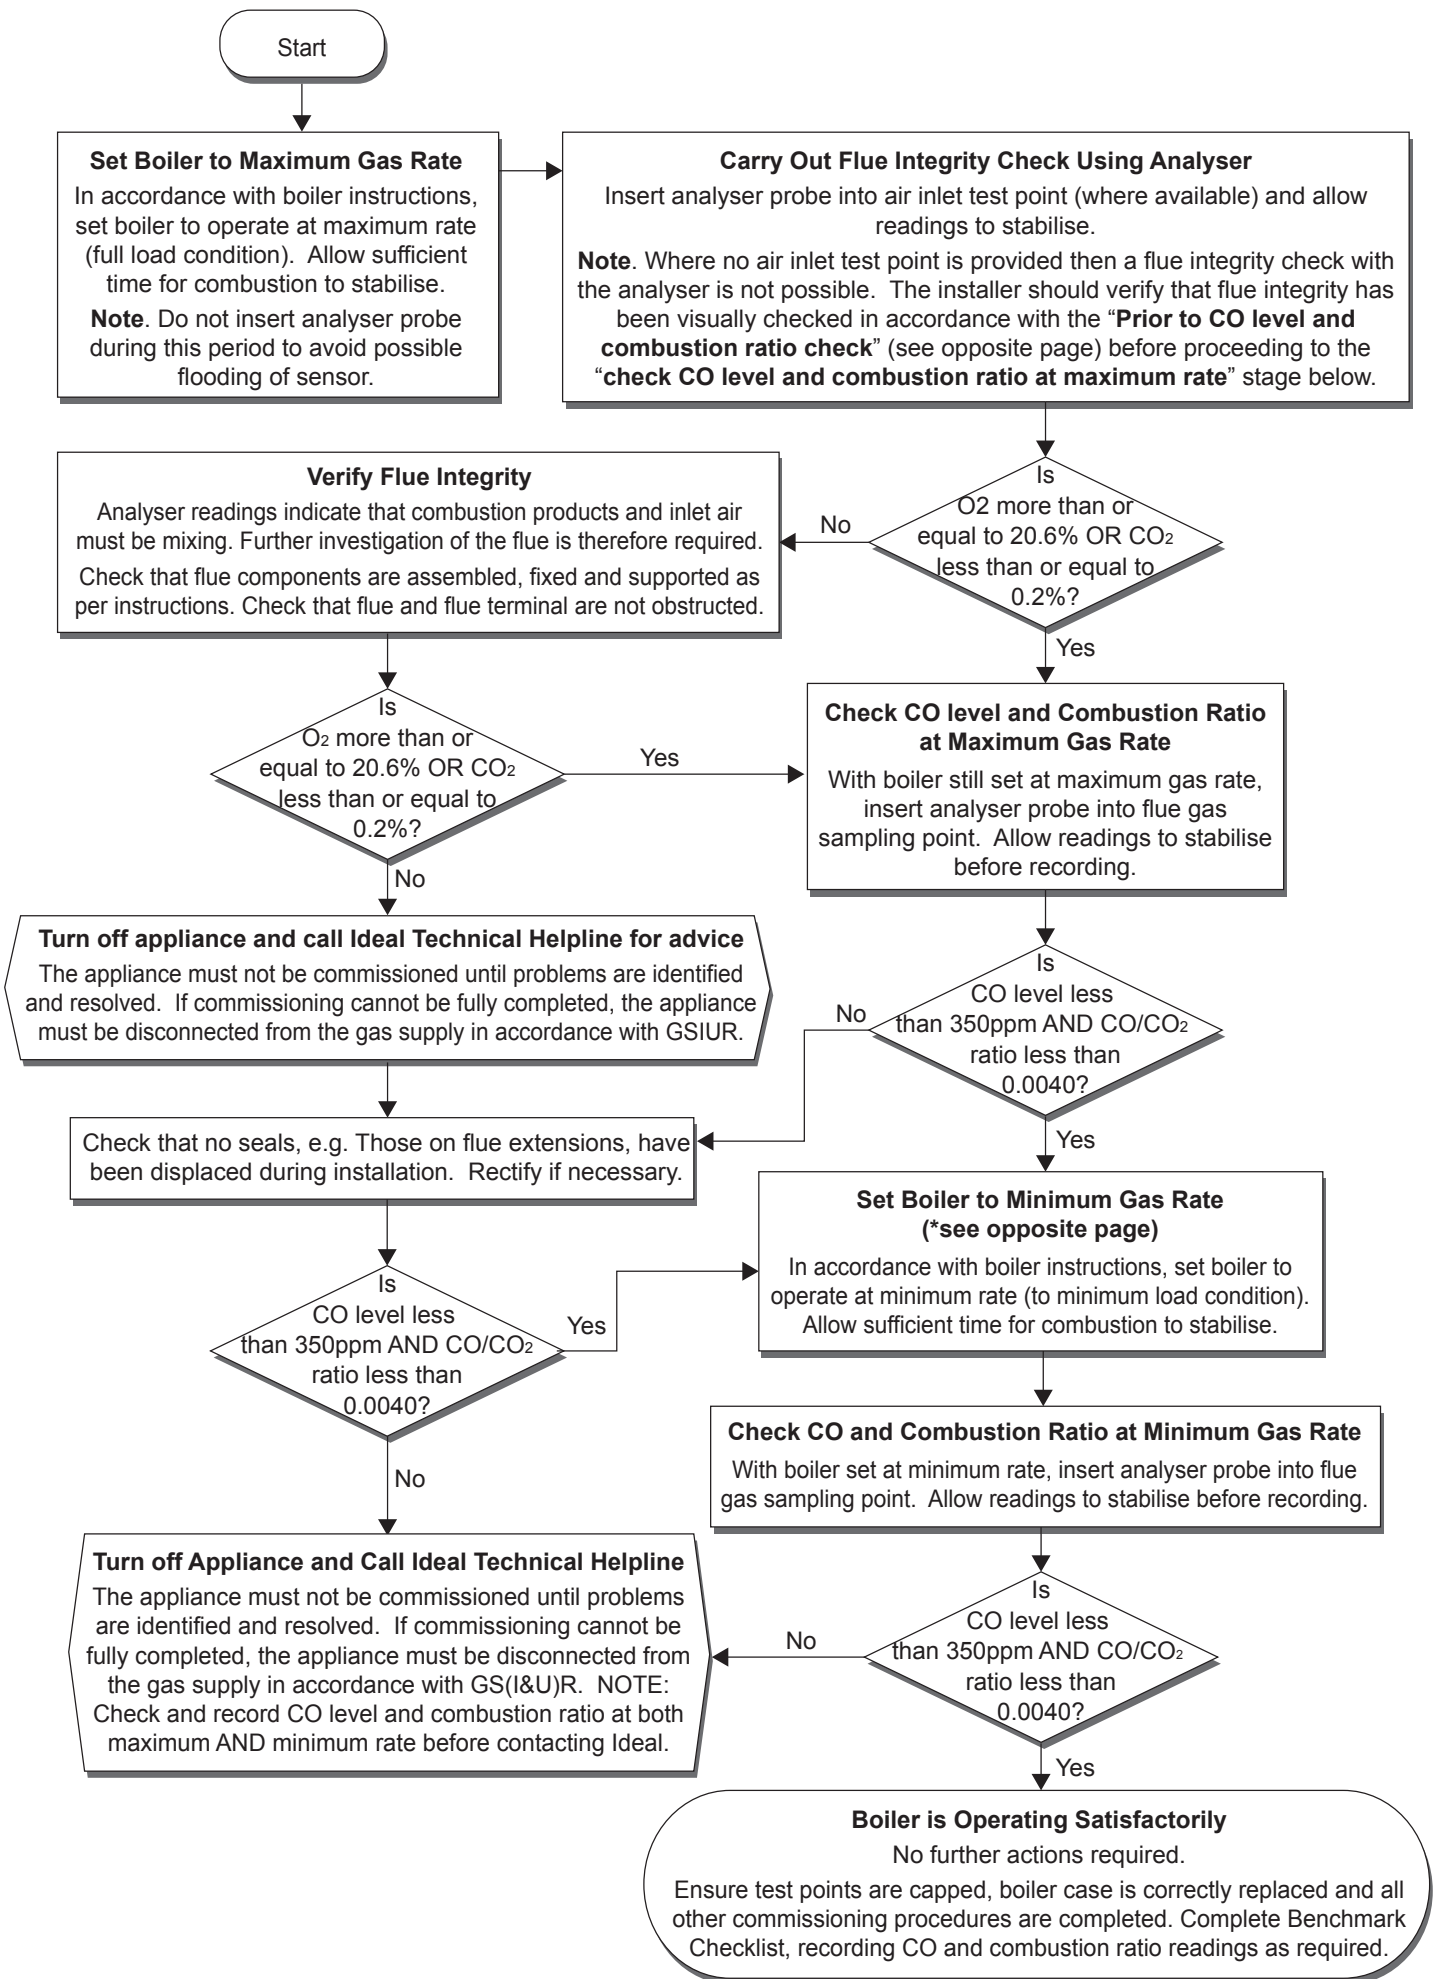 Start
Set Boiler to Maximum Gas Rate
In accordance with boiler instructions,
set boiler to operate at maximum rate
(full load condition).  Allow sufficient
time for combustion to stabilise.
Note. Do not insert analyser probe
during this period to avoid possible
flooding of sensor.
Carry Out Flue Integrity Check Using Analyser
Insert analyser probe into air inlet test point (where available) and allow
readings to stabilise.
Note. Where no air inlet test point is provided then a flue integrity check with
the analyser is not possible.  The installer should verify that flue integrity has
been visually checked in accordance with the “Prior to CO level and
combustion ratio check” (see opposite page) before proceeding to the
“check CO level and combustion ratio at maximum rate” stage below.
Is
O2 more than or
equal to 20.6% OR CO2
less than or equal to
0.2%?
No
Yes
Verify Flue Integrity
Analyser readings indicate that combustion products and inlet air
must be mixing. Further investigation of the flue is therefore required.
Check that flue components are assembled, fixed and supported as
per instructions. Check that flue and flue terminal are not obstructed.
Is
O2 more than or
equal to 20.6% OR CO2
less than or equal to
0.2%?
Yes
No
Check CO level and Combustion Ratio
at Maximum Gas Rate
With boiler still set at maximum gas rate,
insert analyser probe into flue gas
sampling point.  Allow readings to stabilise
before recording.
Turn off appliance and call Ideal Technical Helpline for advice
The appliance must not be commissioned until problems are identified
and resolved.  If commissioning cannot be fully completed, the appliance
must be disconnected from the gas supply in accordance with GSIUR.
Is
CO level less
than 350ppm AND CO/CO2
ratio less than
0.0040?
No
Yes
Check that no seals, e.g. Those on flue extensions, have
been displaced during installation.  Rectify if necessary.
Set Boiler to Minimum Gas Rate
(*see opposite page)
In accordance with boiler instructions, set boiler to
operate at minimum rate (to minimum load condition).
Allow sufficient time for combustion to stabilise.
Is
CO level less
than 350ppm AND CO/CO2
ratio less than
0.0040?
Yes
No
Check CO and Combustion Ratio at Minimum Gas Rate
With boiler set at minimum rate, insert analyser probe into flue
gas sampling point.  Allow readings to stabilise before recording.
Turn off Appliance and Call Ideal Technical Helpline
The appliance must not be commissioned until problems
are identified and resolved.  If commissioning cannot be
fully completed, the appliance must be disconnected from
the gas supply in accordance with GS(I&U)R.  NOTE:
Check and record CO level and combustion ratio at both
maximum AND minimum rate before contacting Ideal.
Is
CO level less
than 350ppm AND CO/CO2
ratio less than
0.0040?
No
Yes
Boiler is Operating Satisfactorily
No further actions required.
Ensure test points are capped, boiler case is correctly replaced and all
other commissioning procedures are completed. Complete Benchmark
Checklist, recording CO and combustion ratio readings as required.